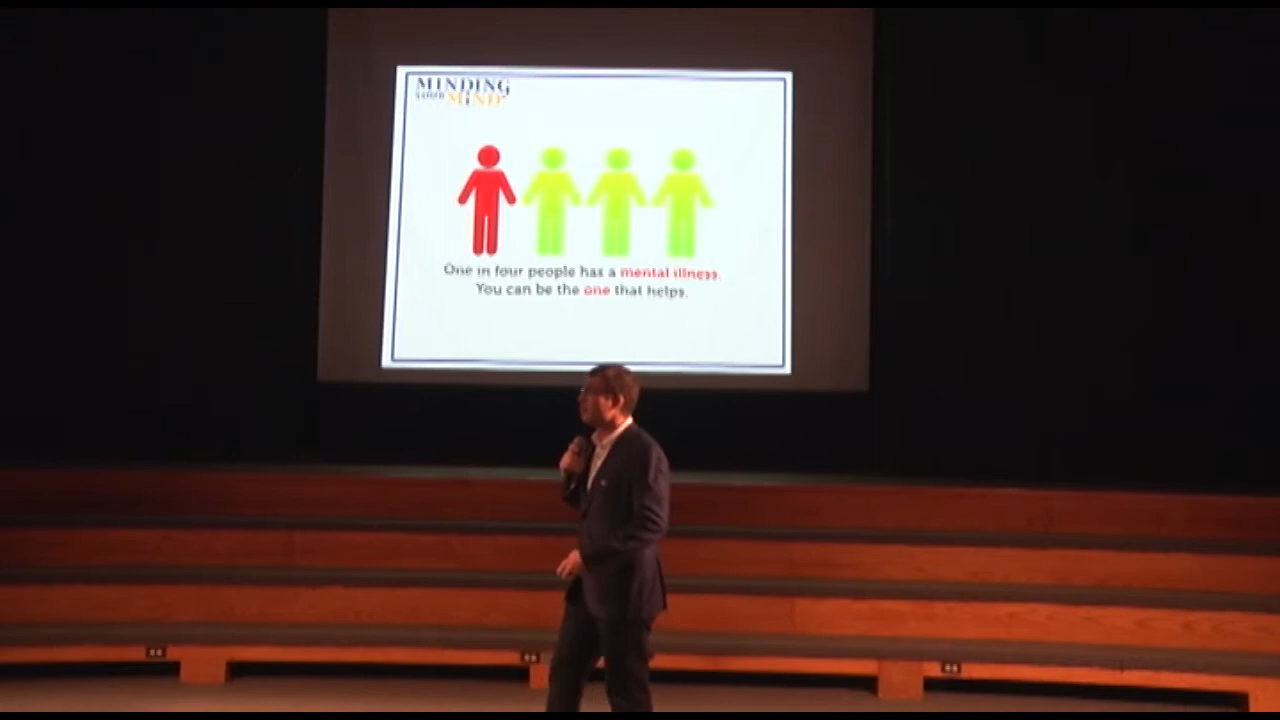 MINDING
YOUR MIND
One in four people has a mental illness.
You can be the one that helps.